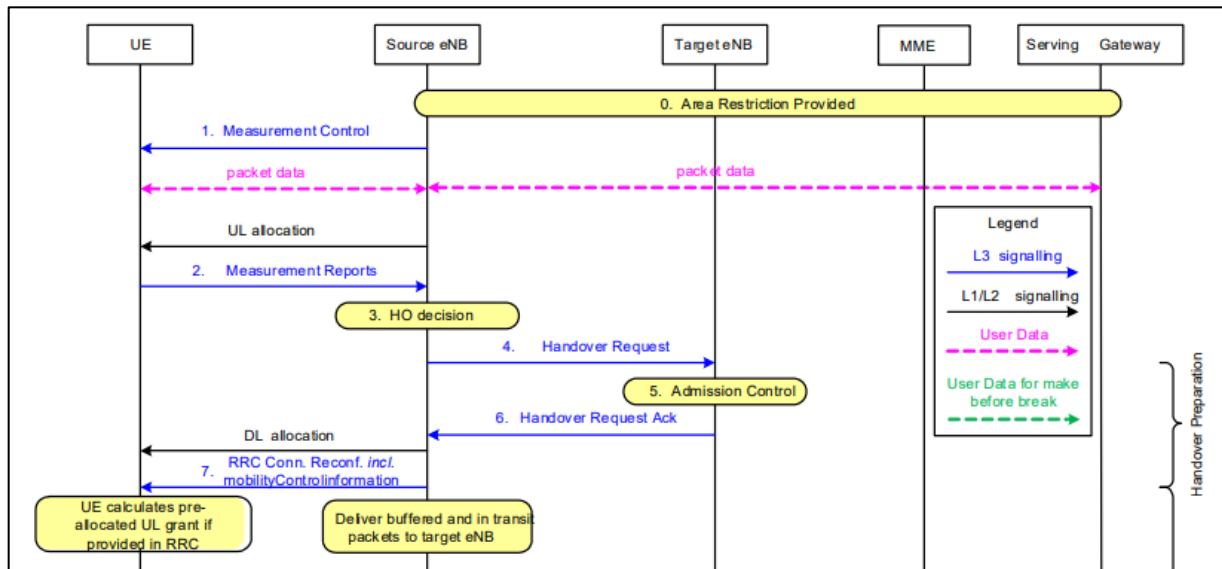 UE
Source eNB
Target eNB
MME
Serving Gateway
0. Area Restriction Provided
1. Measurement Control
packet data
packet data
UL allocation
2. Measurement Reports
3. HO decision
4. Handover Request
5. Admission Control
6. Handover Request Ack
DL allocation
7. RRC Conn. Reconf. incl.
mobilityControlinformation
UE calculates pre-
allocated UL grant if
provided in RRC
Deliver buffered and in transit
packets to target eNB
Legend
L3 signalling
L1/L2 signalling
User Data
User Data for make
before break
Handover Preparation